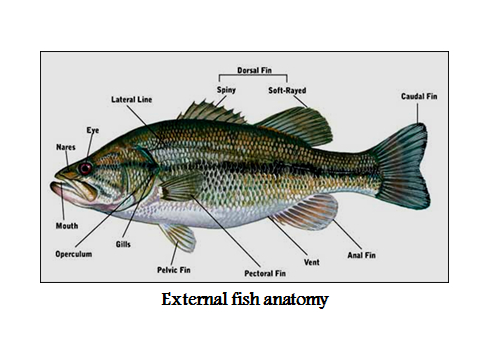 Dorsal Fin
Spiny
Soft-Rayed
Caudal Fin
Lateral Line
Eye
Nares
Mouth
Operculum
Gills
Pelvic Fin
Pectoral Fin
Vent
Anal Fin
External fish anatomy